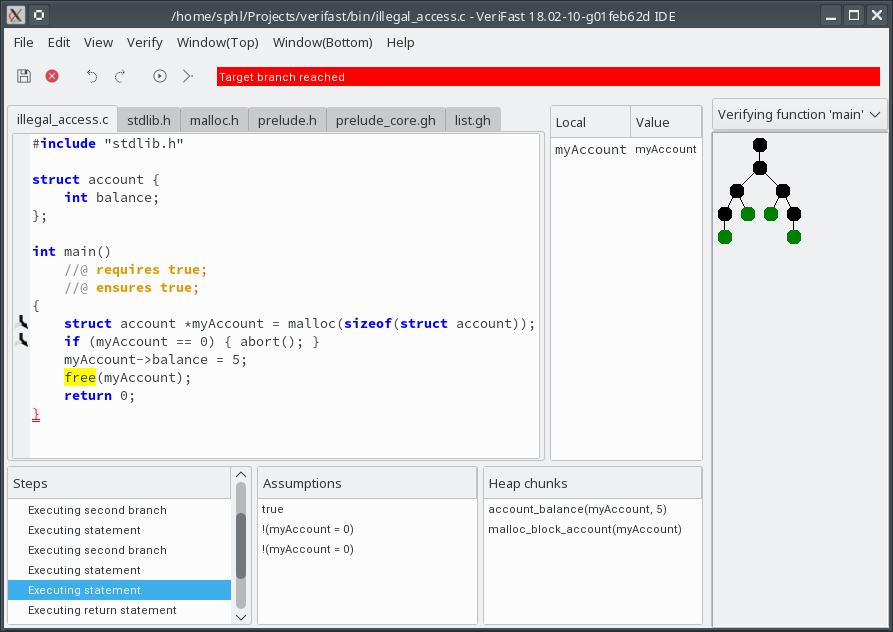 /home/sphl/Projects/verifast/bin/illegal_access.c - VeriFast 18.02-10-g01feb62d IDE
File Edit View Verify Window(Top) Window(Bottom) Help
Target branch reached
illegal_access.c stdlib.h malloc.h prelude.h prelude_core.gh list.gh
#include "stdlib.h"
struct account {
    int balance;
};
int main()
    //@ requires true;
    //@ ensures true;
{
    struct account *myAccount = malloc(sizeof(struct account));
    if (myAccount == 0) { abort(); }
    myAccount->balance = 5;
    free(myAccount);
    return 0;
}
Local Value
myAccount myAccount
Verifying function 'main'
Steps
Executing second branch
Executing statement
Executing second branch
Executing statement
Executing statement
Executing return statement
Assumptions
true
!(myAccount = 0)
!(myAccount = 0)
Heap chunks
account_balance(myAccount, 5)
malloc_block_account(myAccount)